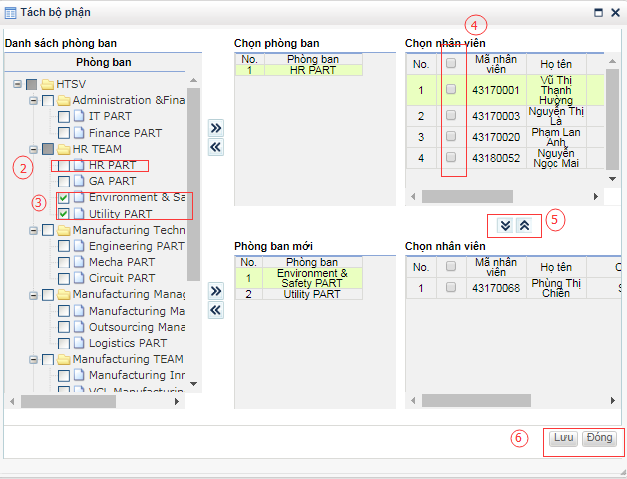 Tách bộ phận
4
Danh sách phòng ban
Phòng ban
HTSV
Administration &Fina
IT PART
Finance PART
HR TEAM
2
HR PART
GA PART
3
Environment & Sa
Utility PART
Manufacturing Techn
Engineering PART
Mecha PART
Circuit PART
Manufacturing Manag
Manufacturing Ma
Outsourcing Mana
Logistics PART
Manufacturing TEAM
Manufacturing Inn
VCL Manufacturin
Chọn phòng ban
No. Phòng ban
1 HR PART
Chọn nhân viên
No. Mã nhân viên Họ tên
1 43170001 Vũ Thị Thanh Hường
2 43170003 Nguyễn Thị Lã
3 43170020 Phạm Lan Anh
4 43180052 Nguyễn Ngọc Mai
5
Phòng ban mới
No. Phòng ban
1 Environment & Safety PART
2 Utility PART
Chọn nhân viên
No. Mã nhân viên Họ tên C
1 43170068 Phùng Thị Chiến S
6
Lưu Đóng